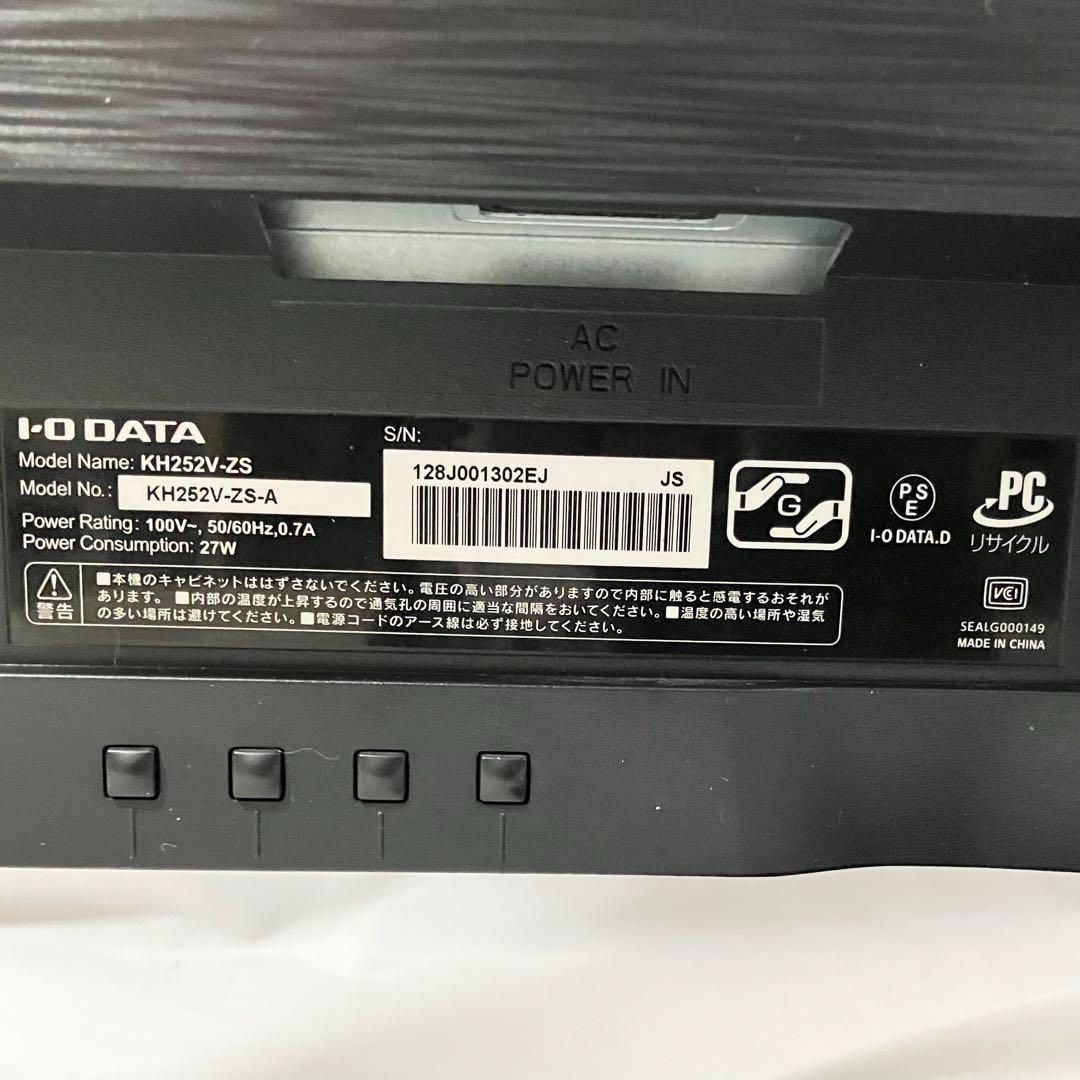 AC
POWER IN
I-O DATA
Model Name: KH252V-ZS
Model No.: KH252V-ZS-A
Power Rating: 100V~, 50/60Hz,0.7A
Power Consumption: 27W
S/N:
128J001302EJ JS
G
PS
E
I-O DATA.D
PC
リサイクル
警告
■本機のキャビネットははずさないでください。電圧の高い部分がありますので内部に触ると感電するおそれが
あります。 ■内部の温度が上昇するので通気孔の周囲に適当な間隔をおいてください。■温度の高い場所や湿気
の多い場所は避けてください。■電源コードのアース線は必ず接地してください。
VCI
SEALG000149
MADE IN CHINA